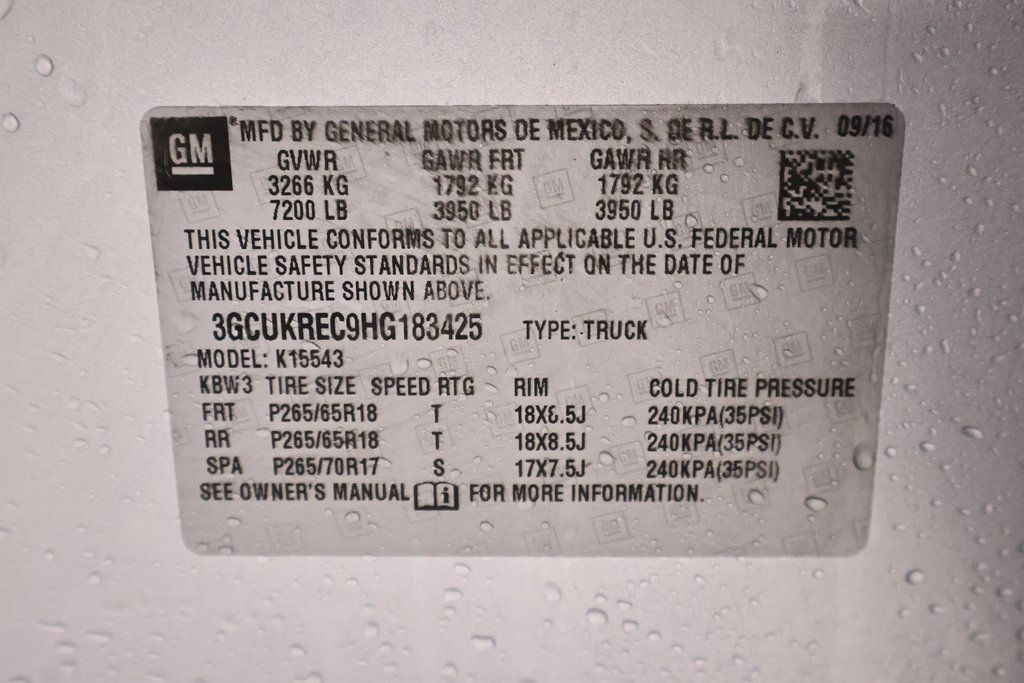 GM
®MFD BY GENERAL MOTORS DE MEXICO, S. DE R.L. DE C.V. 09/16
GVWR GAWR FRT GAWR RR
3266 KG 1792 KG 1792 KG
7200 LB 3950 LB 3950 LB
THIS VEHICLE CONFORMS TO ALL APPLICABLE U.S. FEDERAL MOTOR
VEHICLE SAFETY STANDARDS IN EFFECT ON THE DATE OF
MANUFACTURE SHOWN ABOVE.
3GCUKREC9HG183425 TYPE: TRUCK
MODEL: K15543
KBW3 TIRE SIZE SPEED RTG RIM COLD TIRE PRESSURE
FRT P265/65R18 T 18X8.5J 240KPA(35PSI)
RR P265/65R18 T 18X8.5J 240KPA(35PSI)
SPA P265/70R17 S 17X7.5J 240KPA(35PSI)
SEE OWNER'S MANUAL i FOR MORE INFORMATION.